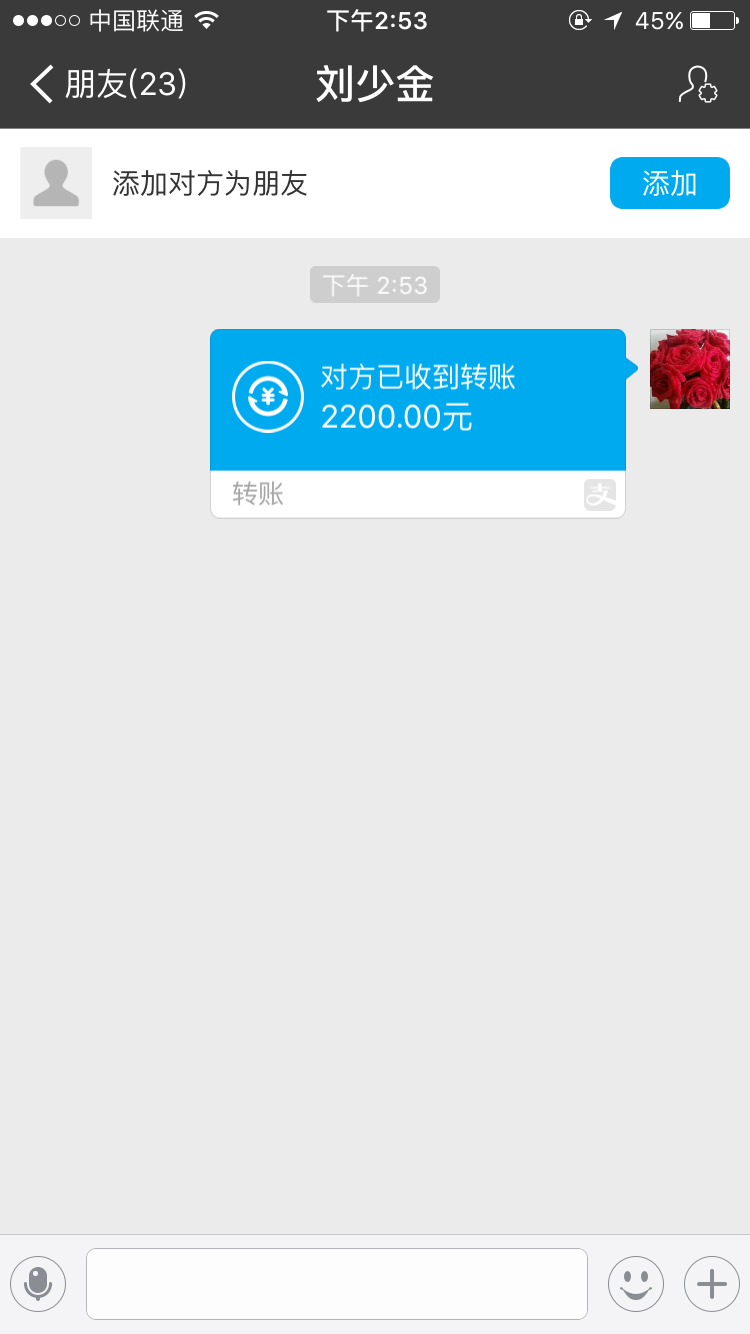 中国联通 下午2:53 45%
朋友(23) 刘少金
添加对方为朋友 添加
下午 2:53
对方已收到转账
2200.00元
转账 支